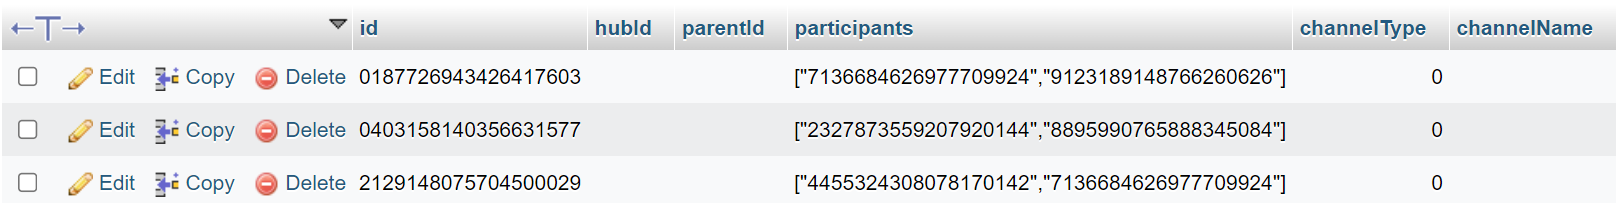 id hubId parentId participants channelType channelName
Edit Copy Delete 0187726943426417603 ["7136684626977709924","9123189148766260626"] 0
Edit Copy Delete 0403158140356631577 ["2327873559207920144","8895990765888345084"] 0
Edit Copy Delete 2129148075704500029 ["4455324308078170142","7136684626977709924"] 0